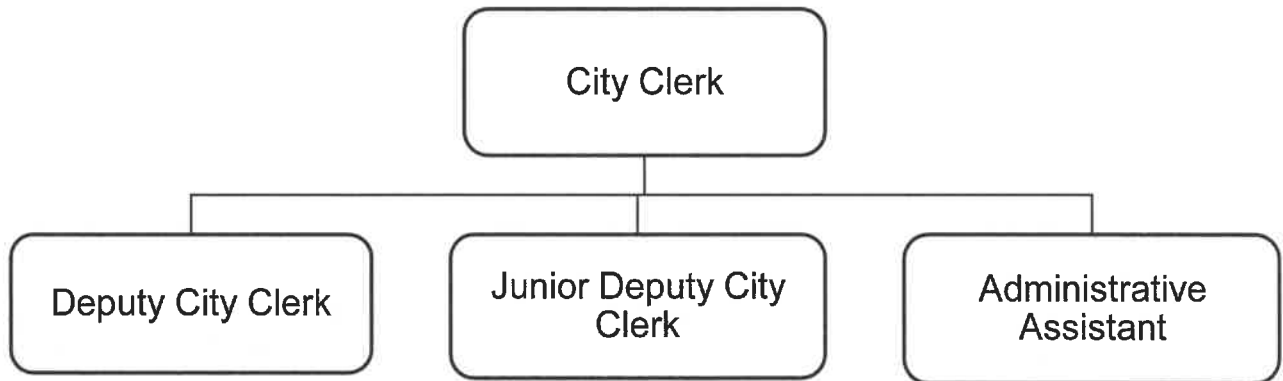 City Clerk
Deputy City Clerk
Junior Deputy City
Clerk
Administrative
Assistant